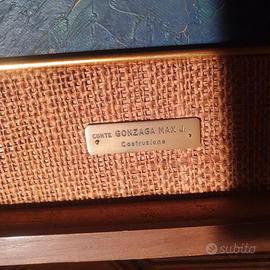 CONTE GONZAGA MAX J.
Costruzione
subito